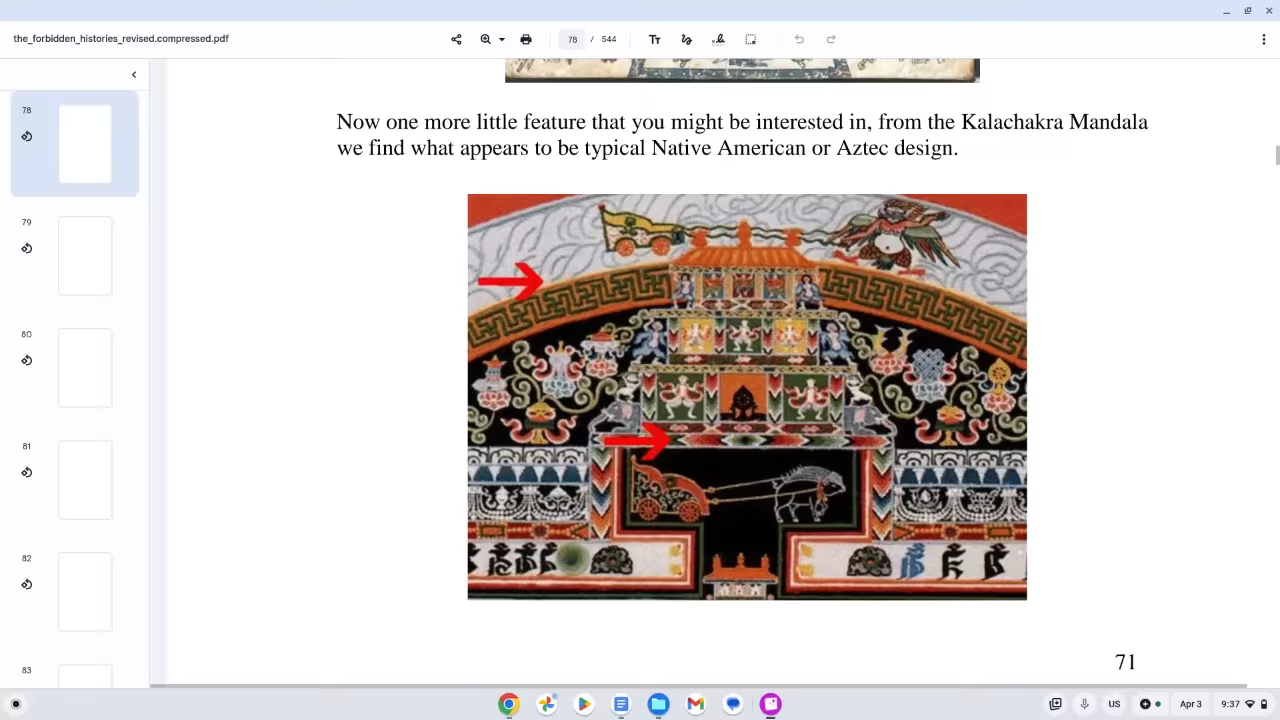 the_forbidden_histories_revised.compressed.pdf
78 / 544
78
79
80
81
82
83
Now one more little feature that you might be interested in, from the Kalachakra Mandala
we find what appears to be typical Native American or Aztec design.
71
US
Apr 3
9:37